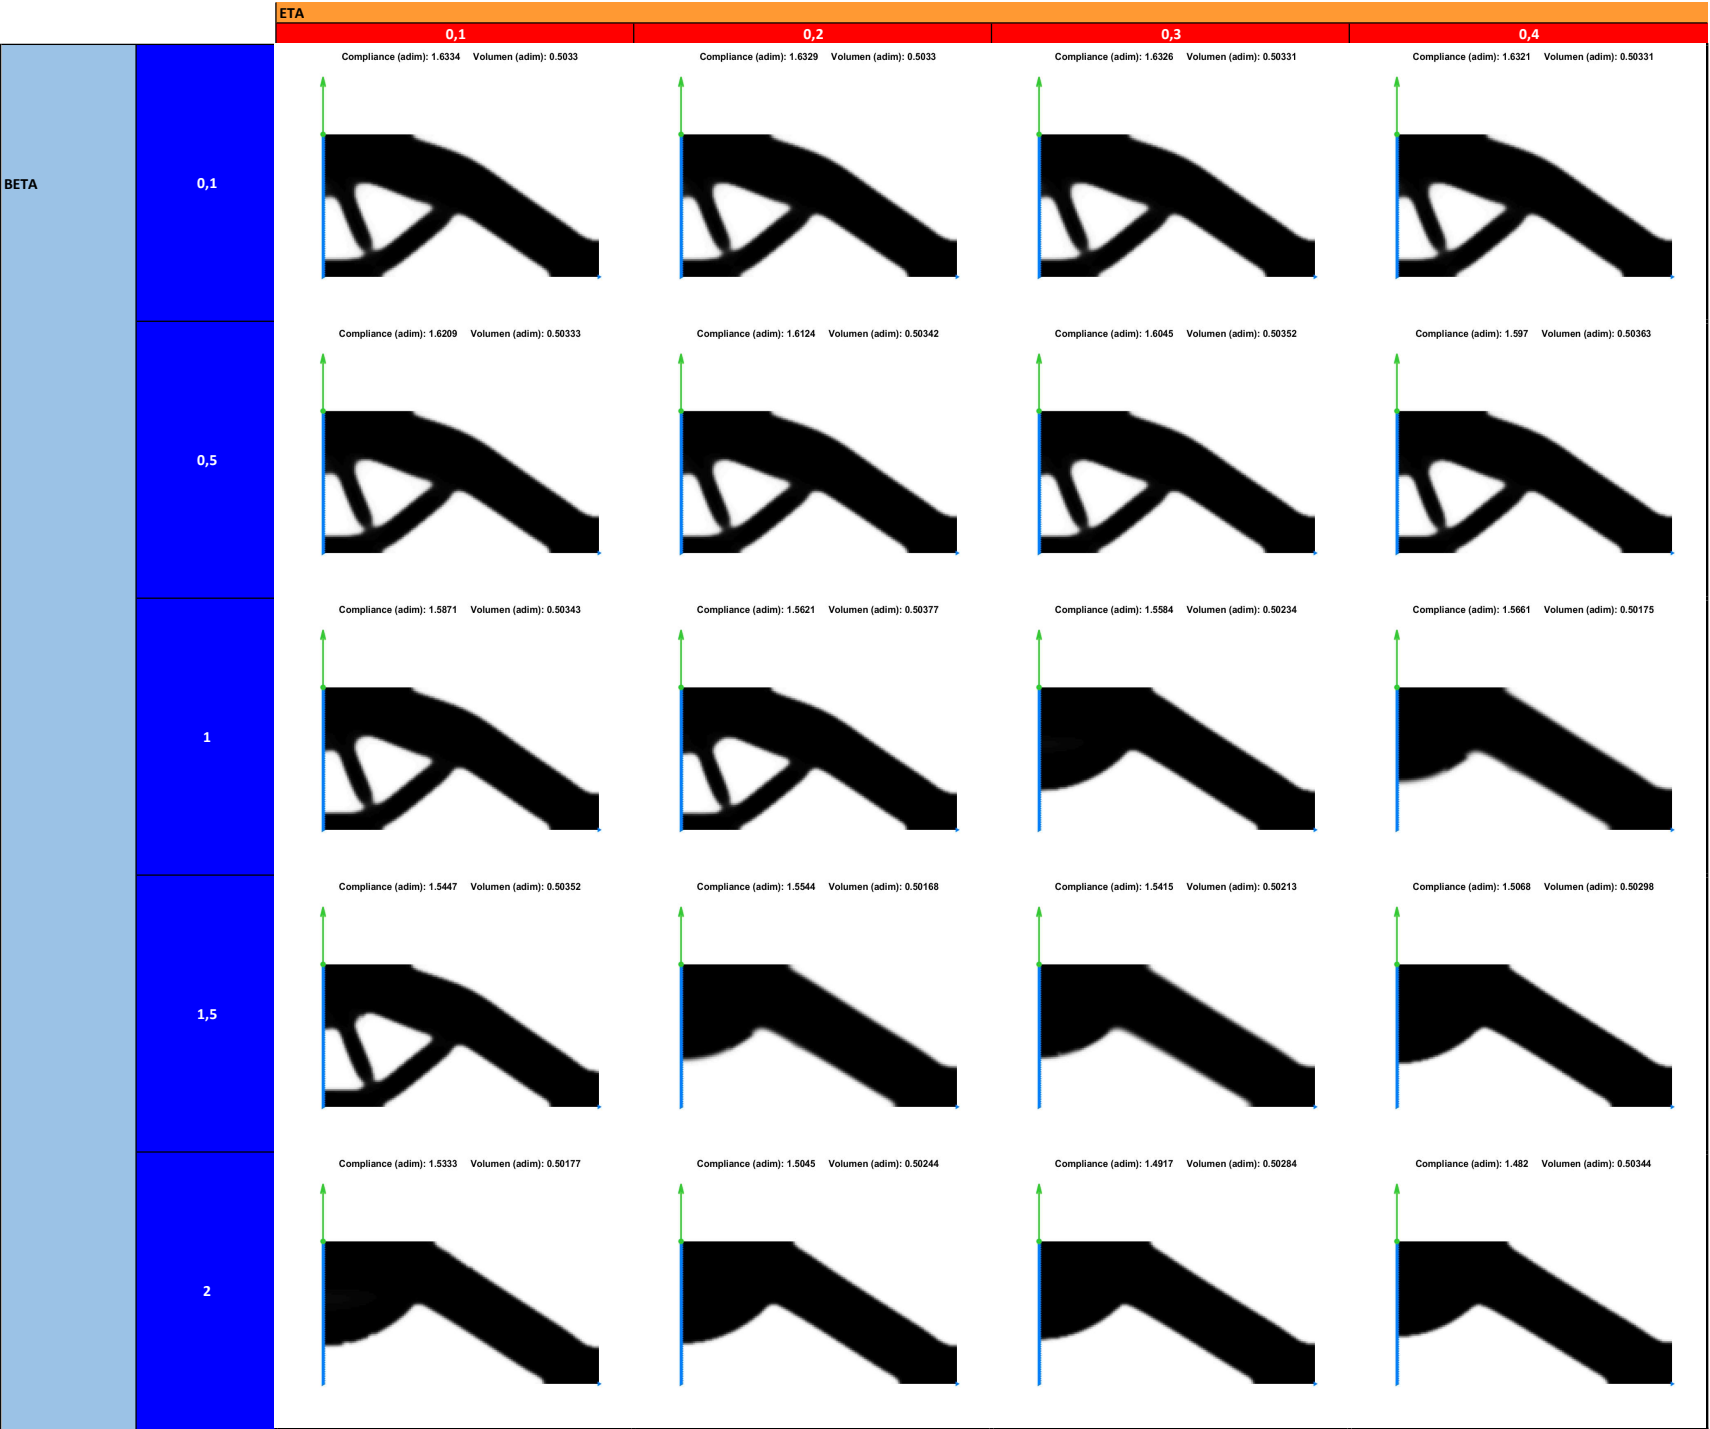 ETA
0,1 0,2 0,3 0,4
Compliance (adim): 1.6334 Volumen (adim): 0.5033 Compliance (adim): 1.6329 Volumen (adim): 0.5033 Compliance (adim): 1.6326 Volumen (adim): 0.50331 Compliance (adim): 1.6321 Volumen (adim): 0.50331
BETA 0,1
Compliance (adim): 1.6209 Volumen (adim): 0.50333 Compliance (adim): 1.6124 Volumen (adim): 0.50342 Compliance (adim): 1.6045 Volumen (adim): 0.50352 Compliance (adim): 1.597 Volumen (adim): 0.50363
0,5
Compliance (adim): 1.5871 Volumen (adim): 0.50343 Compliance (adim): 1.5621 Volumen (adim): 0.50377 Compliance (adim): 1.5584 Volumen (adim): 0.50234 Compliance (adim): 1.5661 Volumen (adim): 0.50175
1
Compliance (adim): 1.5447 Volumen (adim): 0.50352 Compliance (adim): 1.5544 Volumen (adim): 0.50168 Compliance (adim): 1.5415 Volumen (adim): 0.50213 Compliance (adim): 1.5068 Volumen (adim): 0.50298
1,5
Compliance (adim): 1.5333 Volumen (adim): 0.50177 Compliance (adim): 1.5045 Volumen (adim): 0.50244 Compliance (adim): 1.4917 Volumen (adim): 0.50284 Compliance (adim): 1.482 Volumen (adim): 0.50344
2